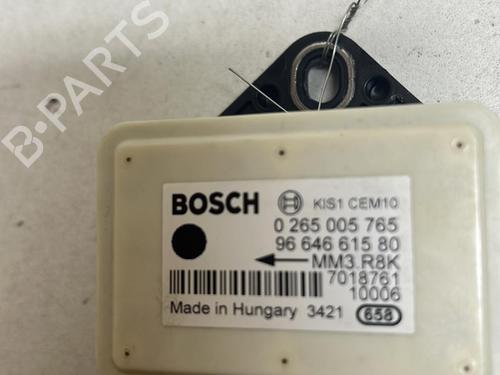 B-PARTS
BOSCH KIS1 CEM10
0 265 005 765
96 646 615 80
MM3.R8K
7018761
10006
Made in Hungary 3421 658